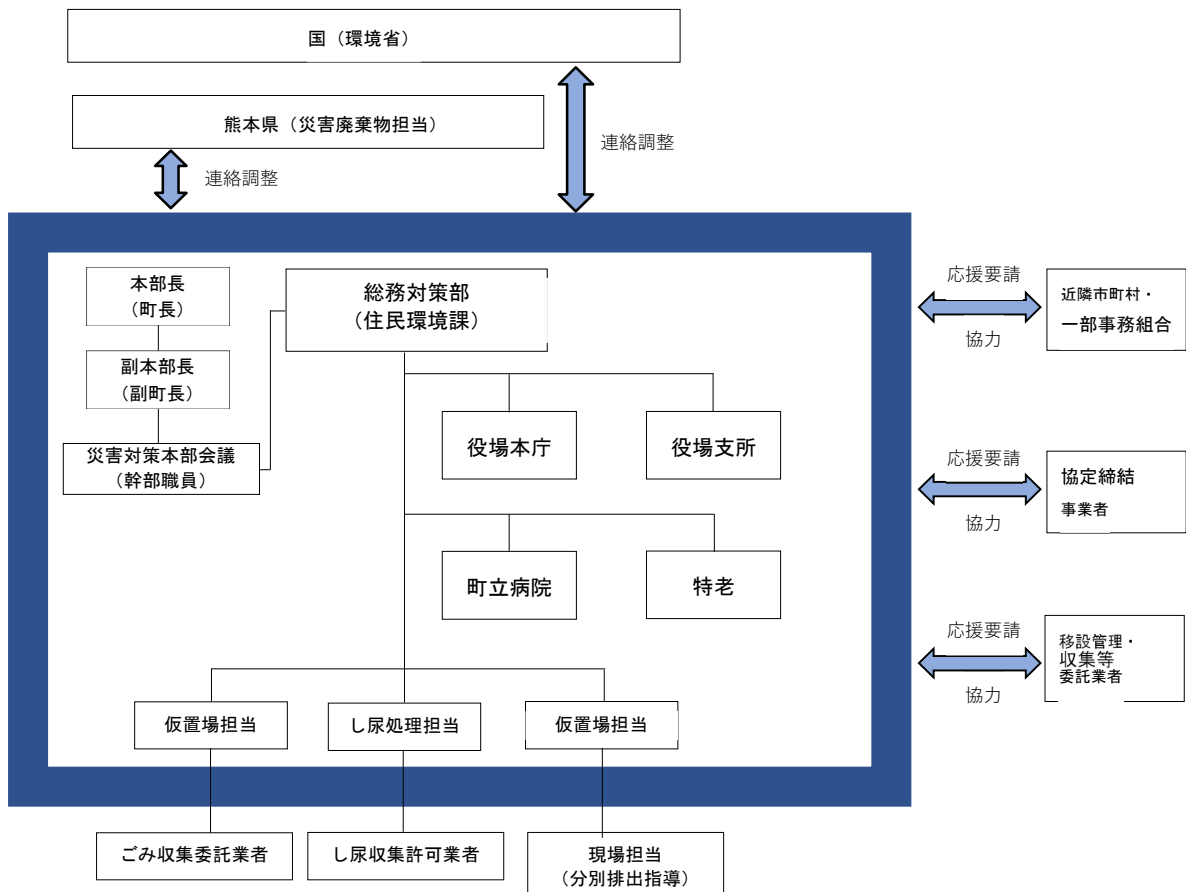 国（環境省）
熊本県（災害廃棄物担当）
連絡調整
連絡調整
本部長
（町長）
副本部長
（副町長）
災害対策本部会議
（幹部職員）
総務対策部
（住民環境課）
役場本庁
役場支所
町立病院
特老
仮置場担当
し尿処理担当
仮置場担当
ごみ収集委託業者
し尿収集許可業者
現場担当
（分別排出指導）
応援要請
協力
近隣市町村・
一部事務組合
応援要請
協力
協定締結
事業者
応援要請
協力
移設管理・
収集等
委託業者